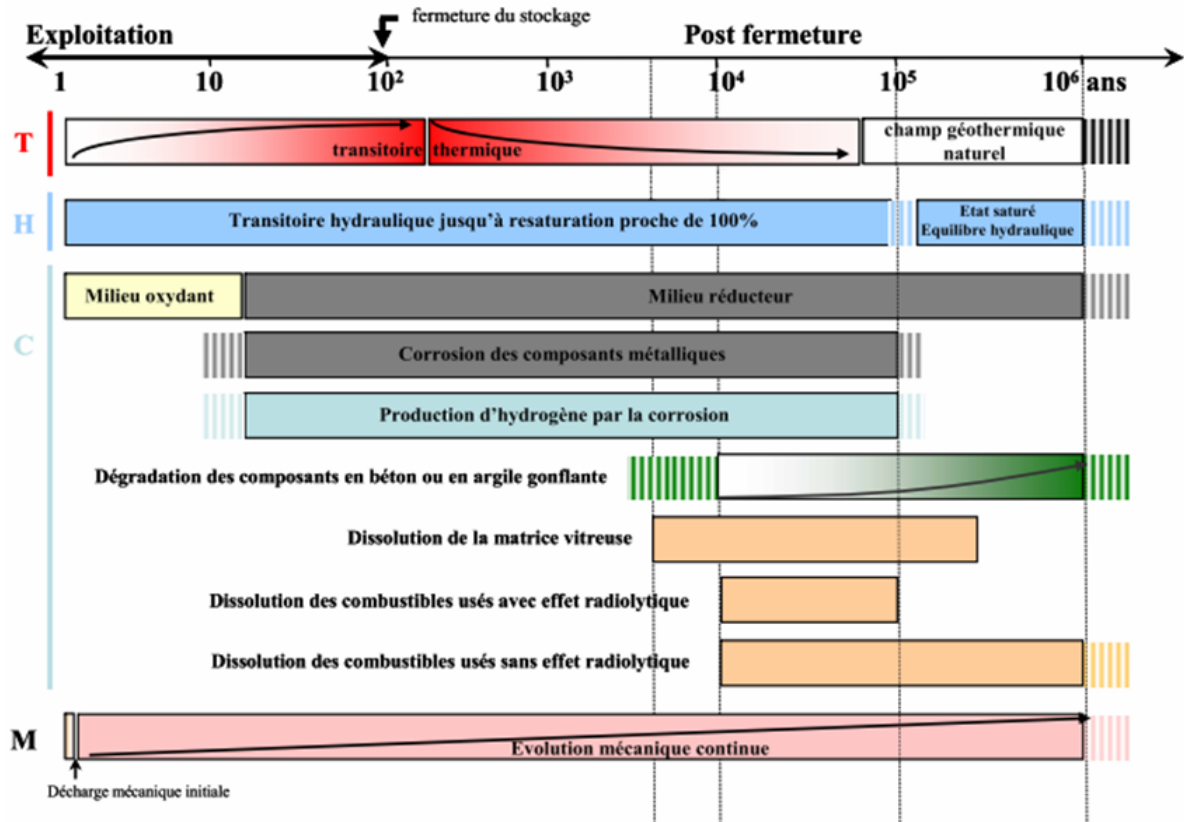 fermeture du stockage
Exploitation
Post fermeture
1 10 10² 10³ 10⁴ 10⁵ 10⁶ ans
T
transitoire thermique
champ géothermique
naturel
H
Transitoire hydraulique jusqu'à resaturation proche de 100%
Etat saturé
Equilibre hydraulique
Milieu oxydant
Milieu réducteur
C
Corrosion des composants métalliques
Production d'hydrogène par la corrosion
Dégradation des composants en béton ou en argile gonflante
Dissolution de la matrice vitreuse
Dissolution des combustibles usés avec effet radiolytique
Dissolution des combustibles usés sans effet radiolytique
M
Evolution mécanique continue
Décharge mécanique initiale